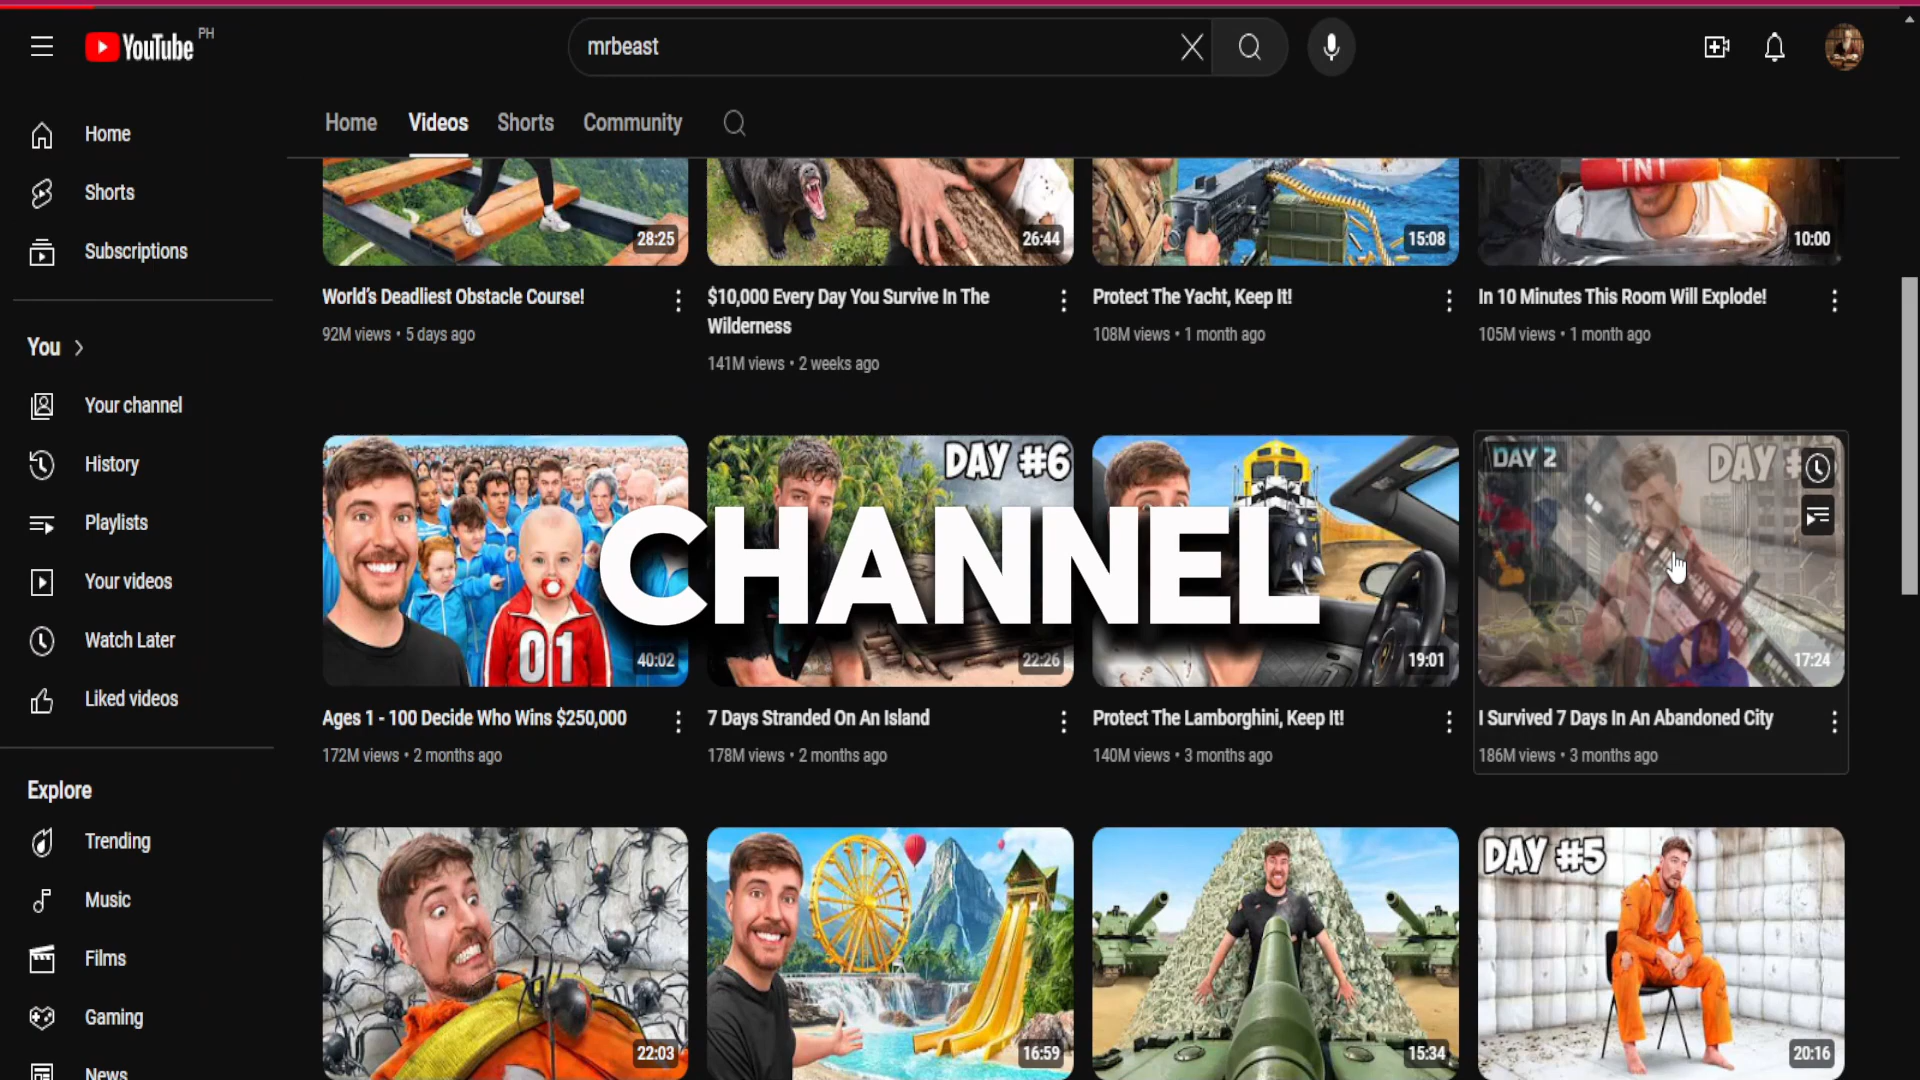 YouTube PH
mrbeast
Home
Videos
Shorts
Community
Home
Shorts
Subscriptions
You
Your channel
History
Playlists
Your videos
Watch Later
Liked videos
Explore
Trending
Music
Films
Gaming
News
28:25
26:44
15:08
TNT
10:00
World's Deadliest Obstacle Course!
92M views • 5 days ago
$10,000 Every Day You Survive In The
Wilderness
141M views • 2 weeks ago
Protect The Yacht, Keep It!
108M views • 1 month ago
In 10 Minutes This Room Will Explode!
105M views • 1 month ago
01
40:02
DAY #6
22:26
19:01
DAY 2
DAY #
17:24
CHANNEL
Ages 1 - 100 Decide Who Wins $250,000
172M views • 2 months ago
7 Days Stranded On An Island
178M views • 2 months ago
Protect The Lamborghini, Keep It!
140M views • 3 months ago
I Survived 7 Days In An Abandoned City
186M views • 3 months ago
22:03
16:59
15:34
DAY #5
20:16